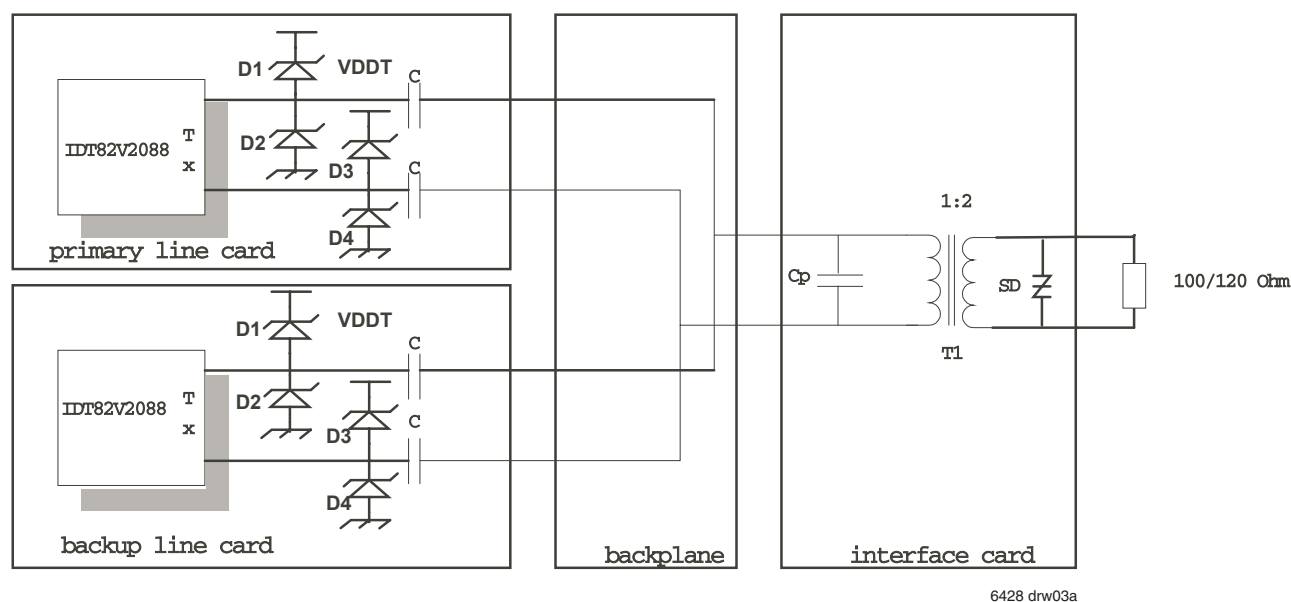 D1
VDDT
C
IDT82V2088
T
x
D2
D3
C
D4
primary line card
D1
VDDT
C
IDT82V2088
T
x
D2
C
D3
D4
backup line card
backplane
1:2
Cp
SD
100/120 Ohm
T1
interface card
6428 drw03a